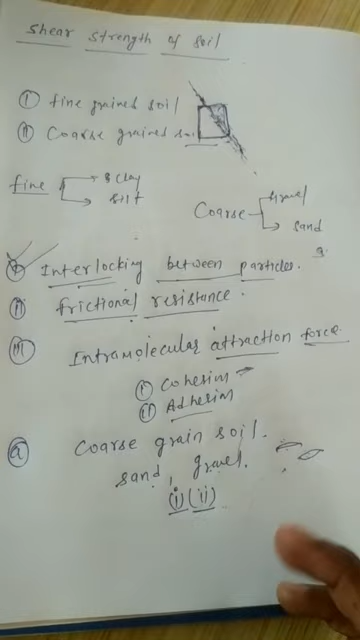 Shear strength of soil
(I) fine grained soil
(II) Coarse grained soil
fine → clay
→ silt
Coarse → gravel
→ sand
(I) Interlocking between particles.
(II) frictional resistance.
(III) Intramolecular attraction force.
(I) Cohesion
(II) Adhesion
(a) Coarse grain soil.
sand, gravel.
(i) (ii)